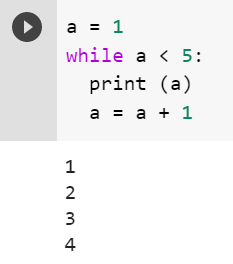 a = 1
while a < 5:
  print (a)
  a = a + 1
1
2
3
4